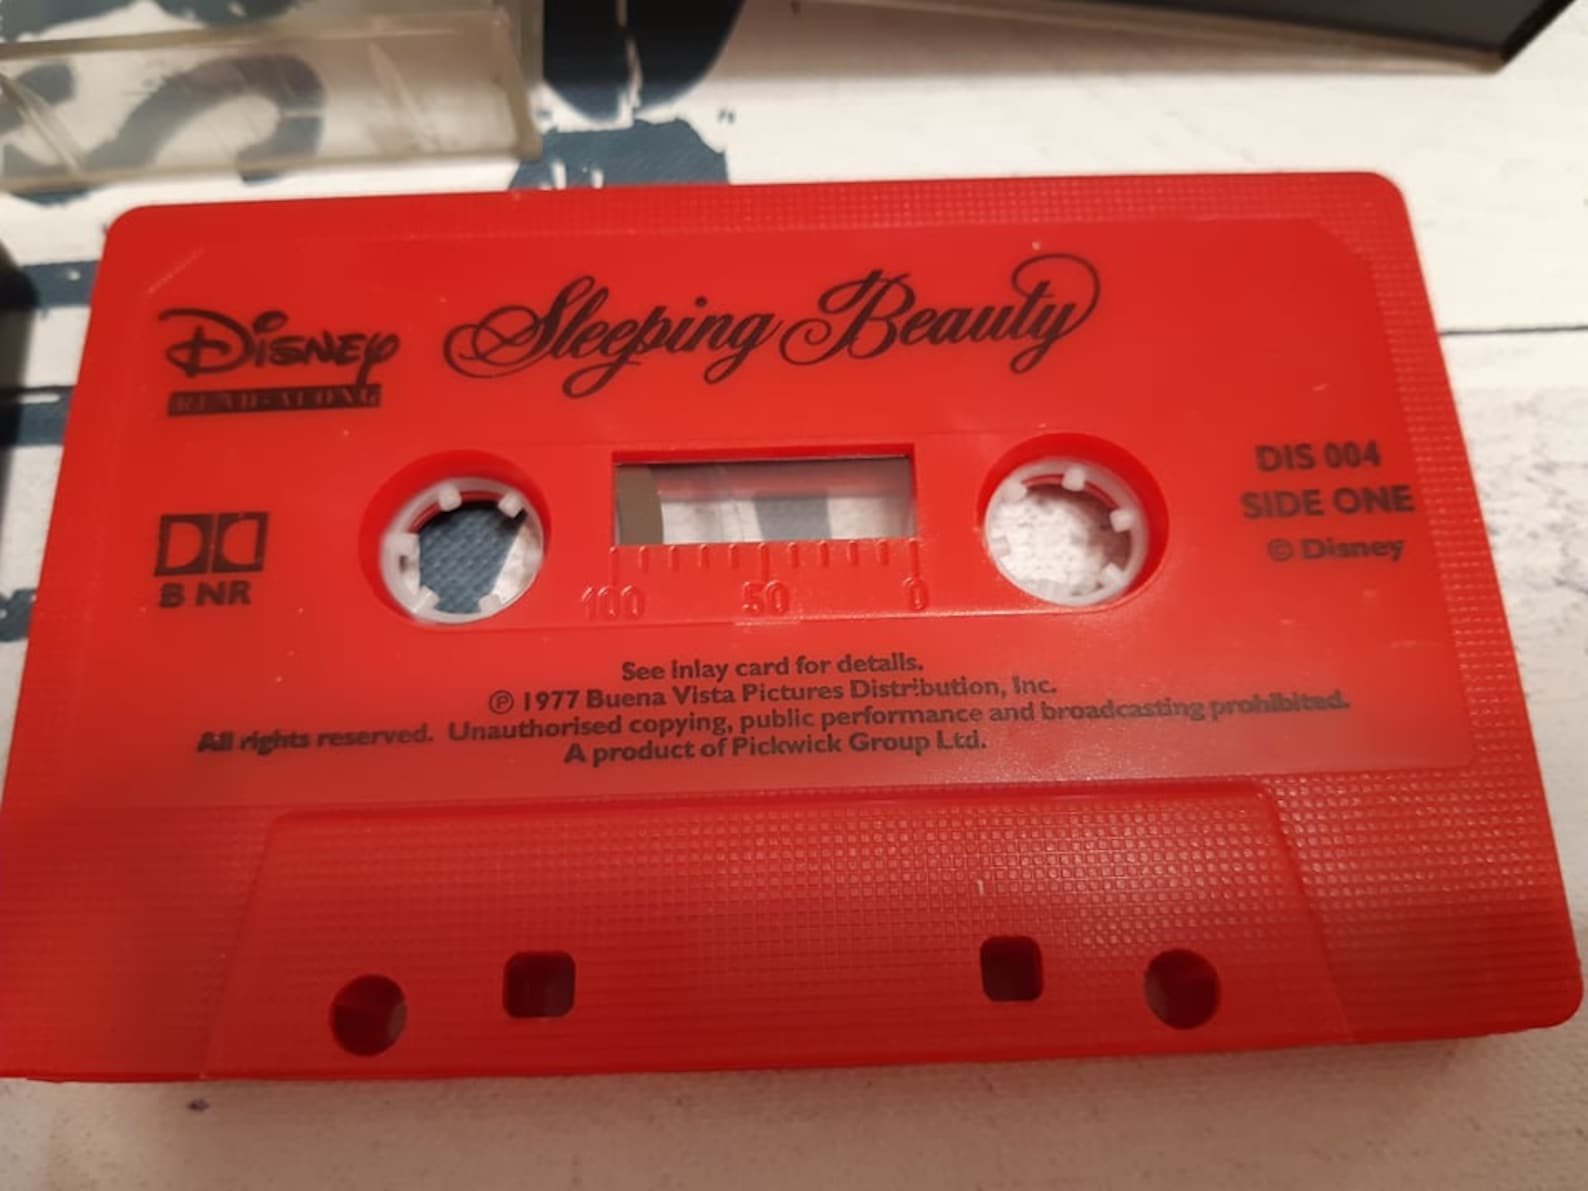 Disney
READ-ALONG
Sleeping Beauty
DIS 004
SIDE ONE
© Disney
B NR
100 50 0
See inlay card for details.
℗ 1977 Buena Vista Pictures Distribution, Inc.
All rights reserved. Unauthorised copying, public performance and broadcasting prohibited.
A product of Pickwick Group Ltd.